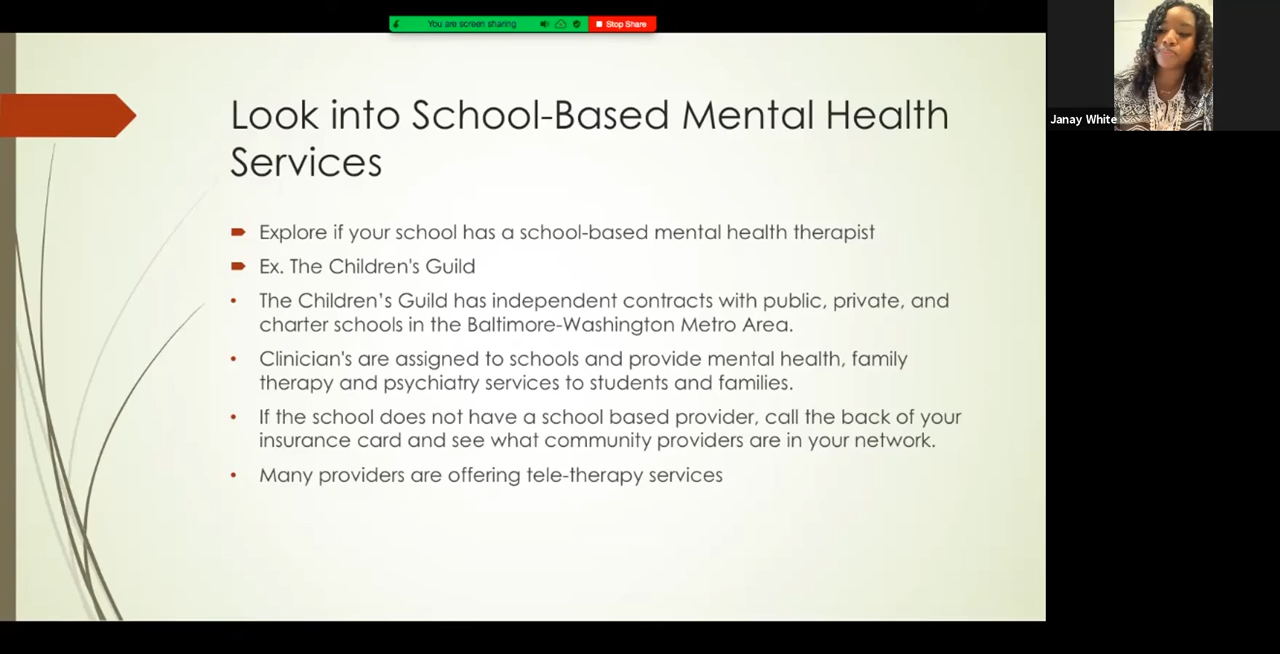 You are screen sharing
Stop Share
Janay White
Look into School-Based Mental Health
Services
Explore if your school has a school-based mental health therapist
Ex. The Children's Guild
• The Children’s Guild has independent contracts with public, private, and
charter schools in the Baltimore-Washington Metro Area.
• Clinician's are assigned to schools and provide mental health, family
therapy and psychiatry services to students and families.
• If the school does not have a school based provider, call the back of your
insurance card and see what community providers are in your network.
• Many providers are offering tele-therapy services